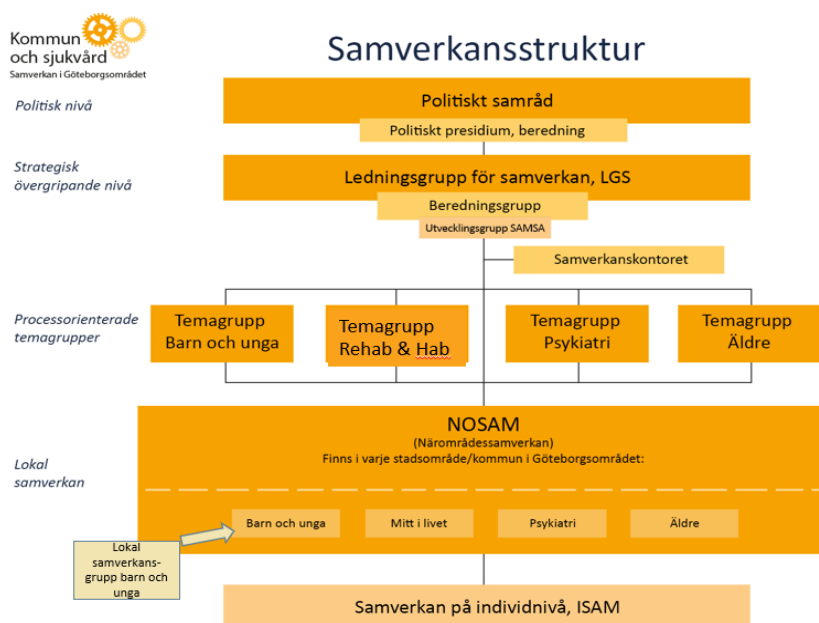 Kommun
och sjukvård
Samverkan i Göteborgsområdet
Samverkansstruktur
Politisk nivå
Politiskt samråd
Politiskt presidium, beredning
Strategisk
övergripande nivå
Ledningsgrupp för samverkan, LGS
Beredningsgrupp
Utvecklingsgrupp SAMSA
Samverkanskontoret
Processorienterade
temagrupper
Temagrupp
Barn och unga
Temagrupp
Rehab & Hab
Temagrupp
Psykiatri
Temagrupp
Äldre
NOSAM
(Närområdessamverkan)
Finns i varje stadsområde/kommun i Göteborgsområdet:
Lokal
samverkan
Barn och unga
Mitt i livet
Psykiatri
Äldre
Lokal
samverkans-
grupp barn och
unga
Samverkan på individnivå, ISAM